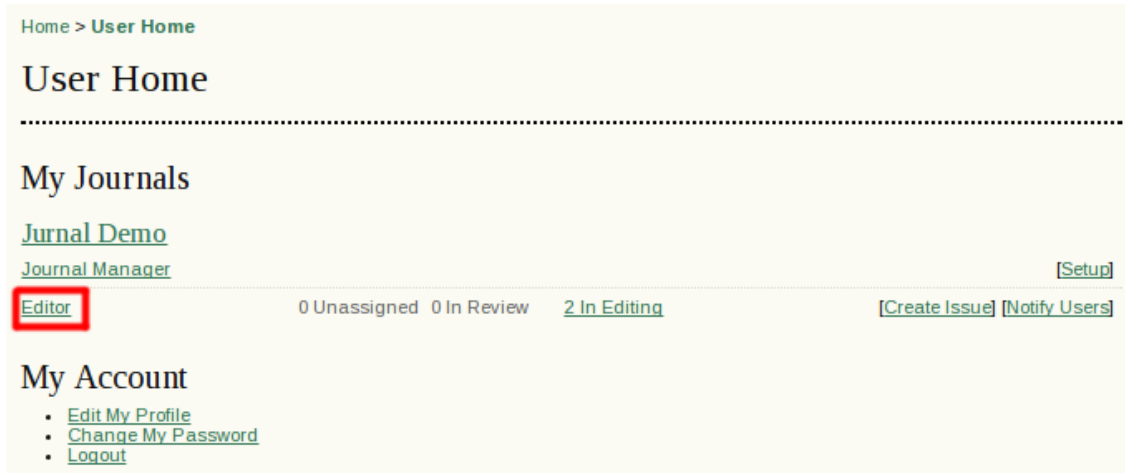 Home > User Home
User Home
My Journals
Jurnal Demo
Journal Manager [Setup]
Editor 0 Unassigned 0 In Review 2 In Editing [Create Issue] [Notify Users]
My Account
• Edit My Profile
• Change My Password
• Logout